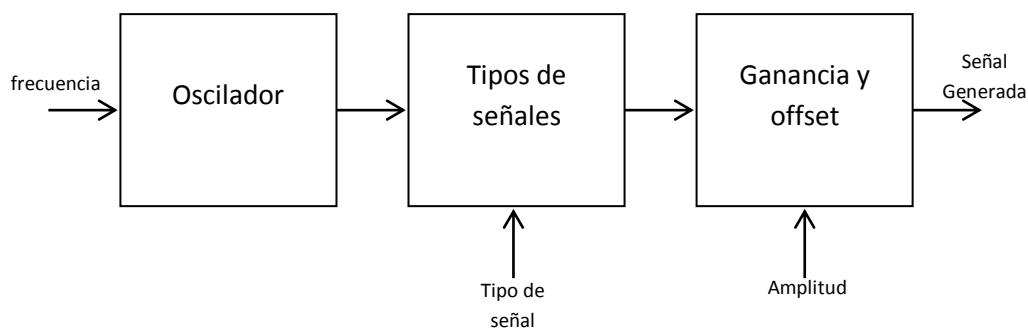 frecuencia
Oscilador
Tipos de
señales
Ganancia y
offset
Señal
Generada
Tipo de
señal
Amplitud